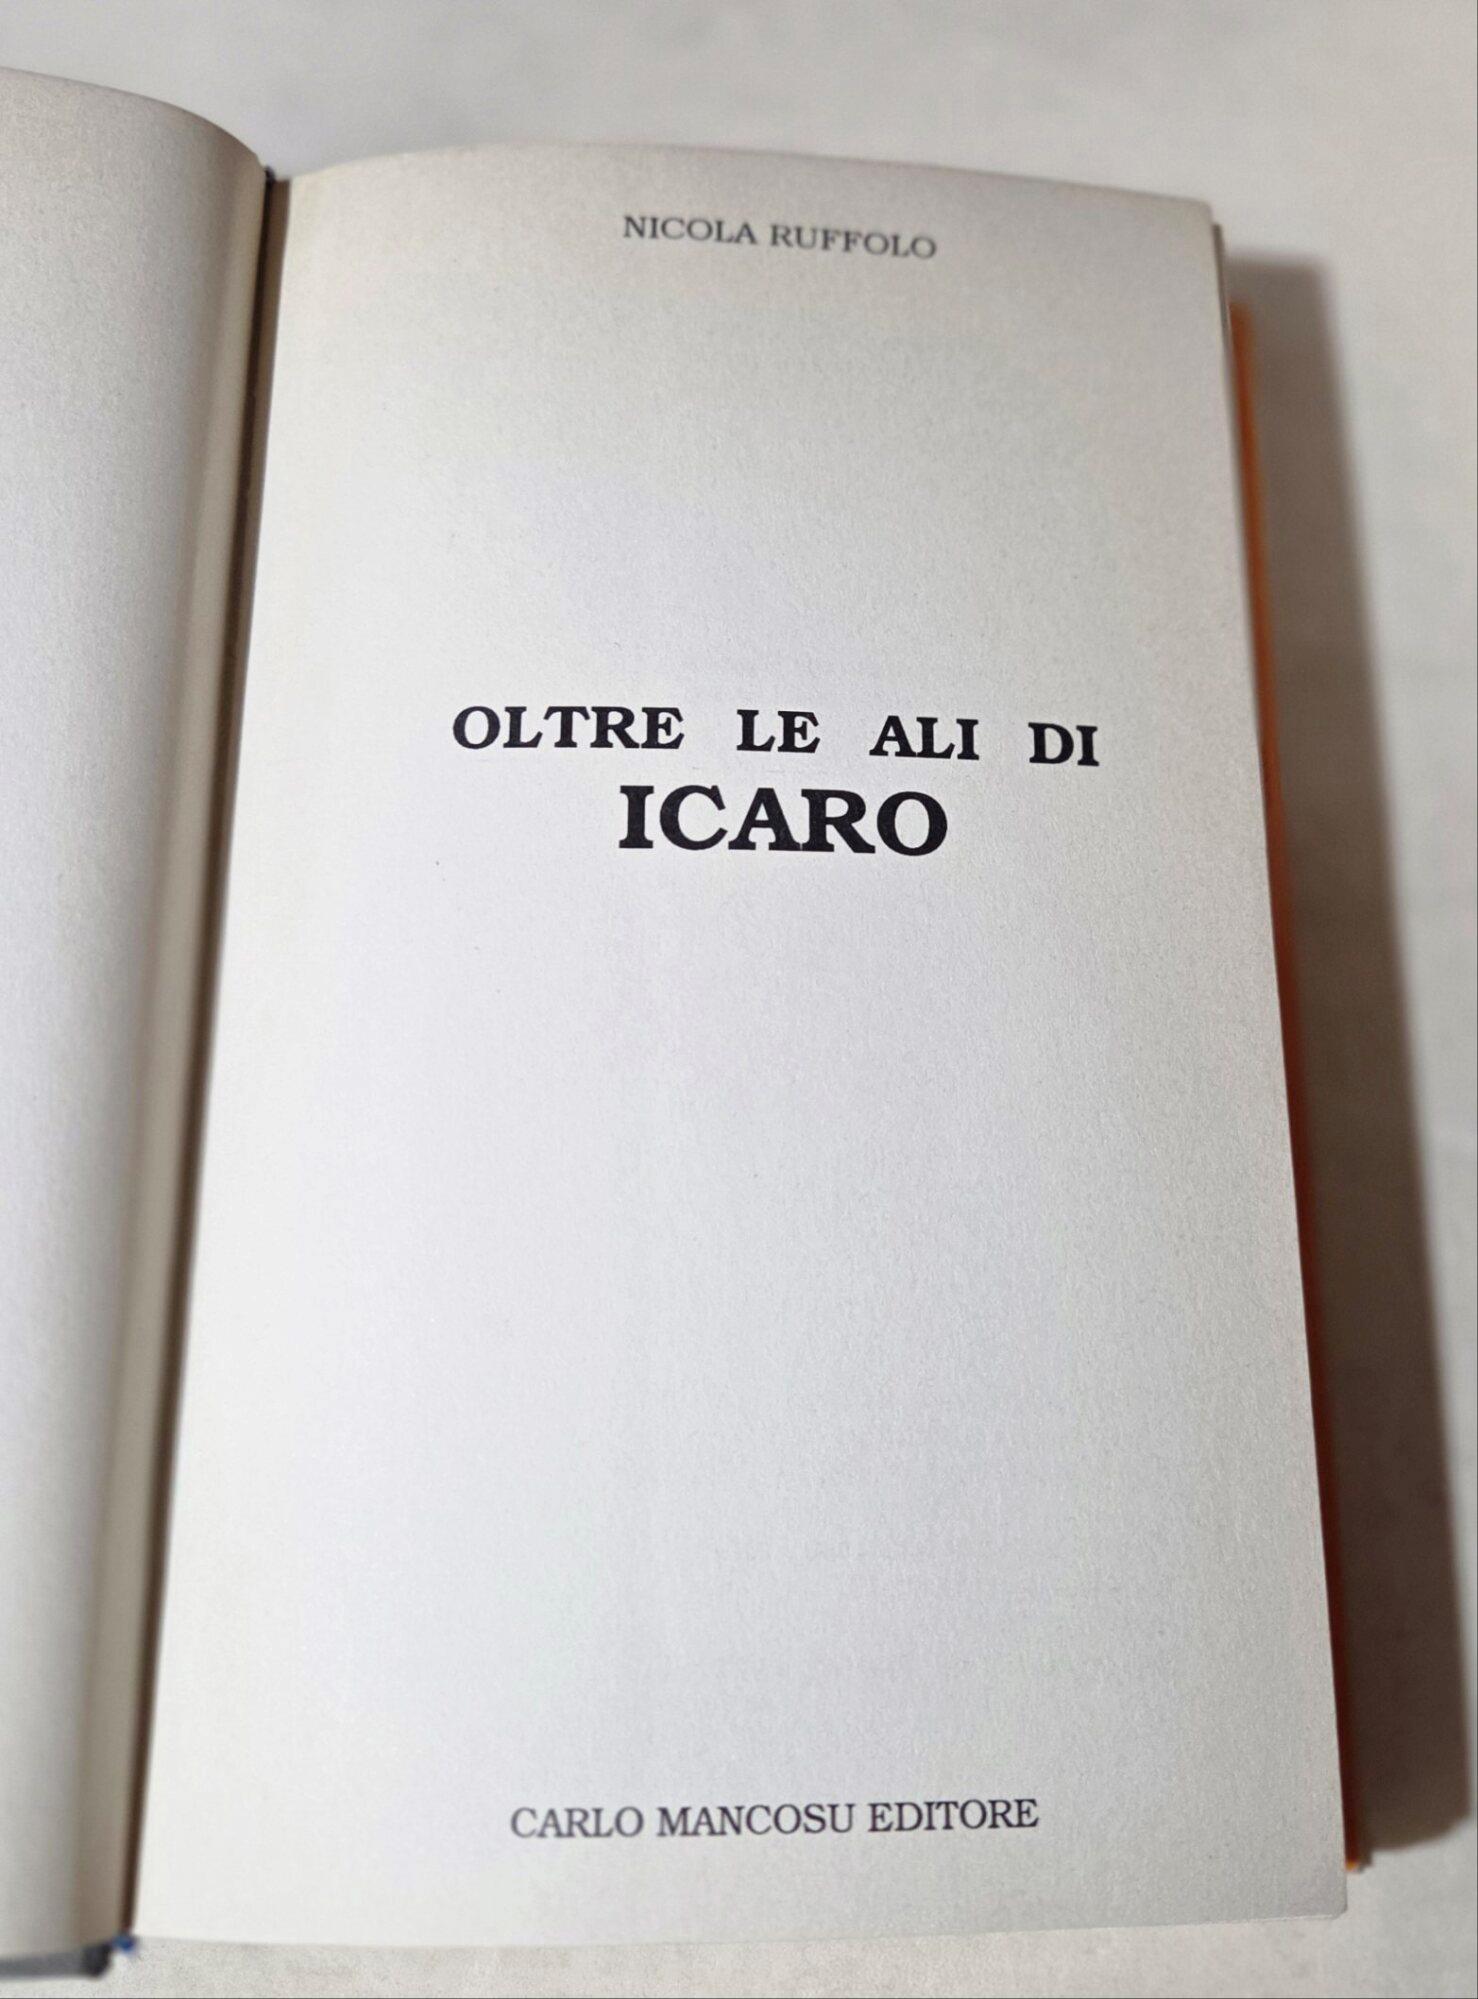 NICOLA RUFFOLO
OLTRE LE ALI DI
ICARO
CARLO MANCOSU EDITORE